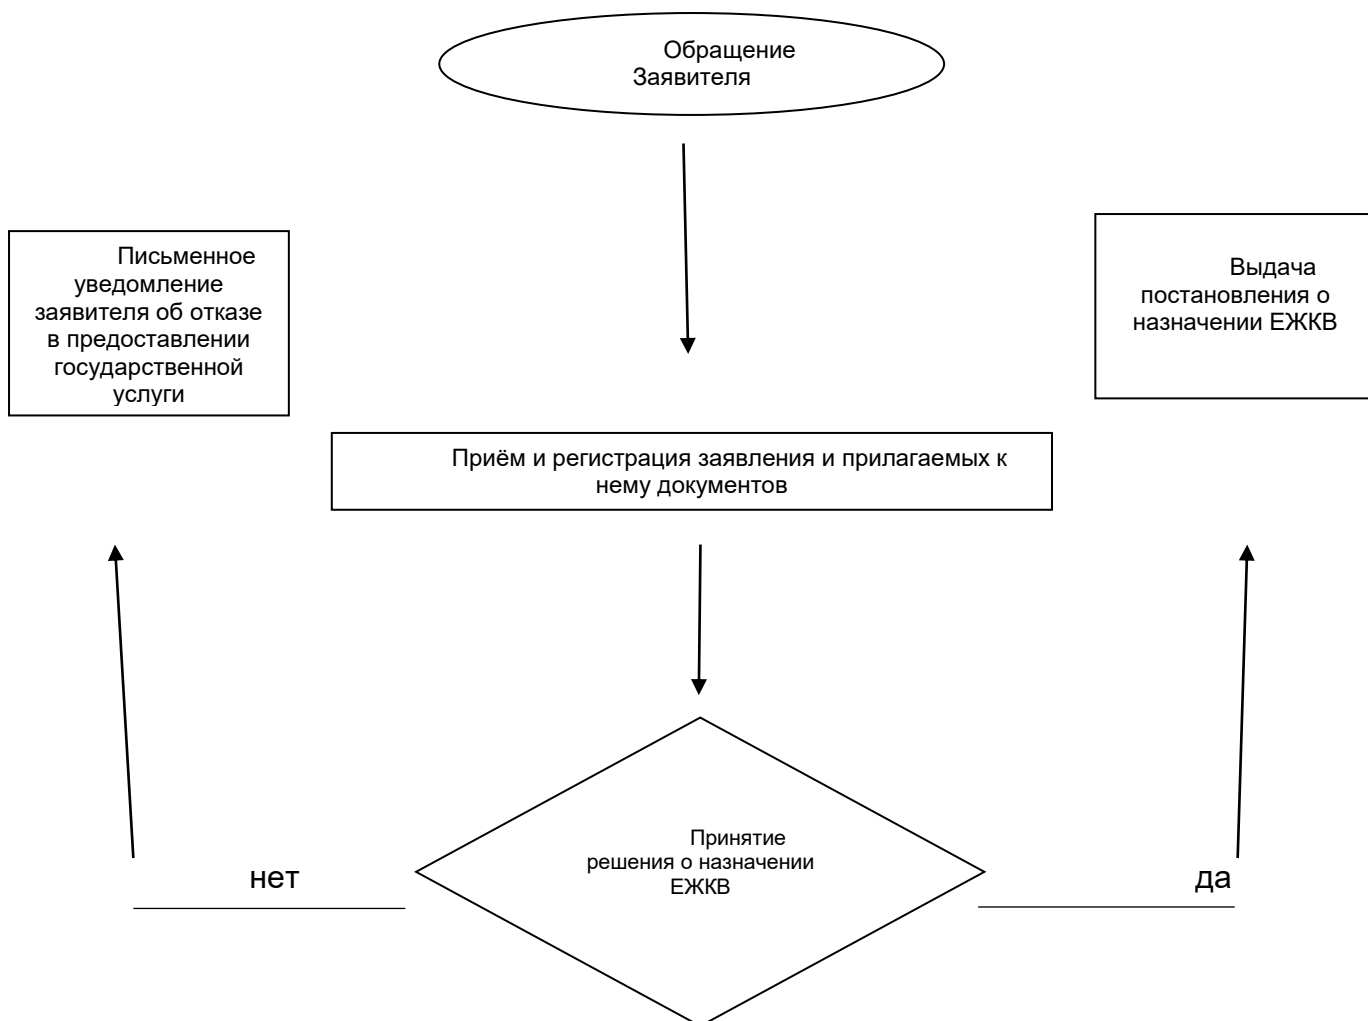 Обращение
Заявителя
Письменное
уведомление
заявителя об отказе
в предоставлении
государственной
услуги
Выдача
постановления о
назначении ЕЖКВ
Приём и регистрация заявления и прилагаемых к
нему документов
Принятие
решения о назначении
ЕЖКВ
нет
да